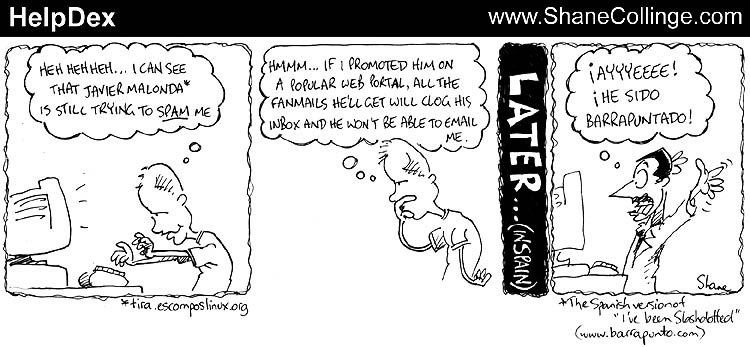 HelpDex
www.ShaneCollinge.com
HEH HEH HEH... I CAN SEE
THAT JAVIER MALONDA*
IS STILL TRYING TO SPAM ME
*tira.escomposlinux.org
HMMM... IF I PROMOTED HIM ON
A POPULAR WEB PORTAL, ALL THE
FANMAILS HE'LL GET WILL CLOG HIS
INBOX AND HE WON'T BE ABLE TO EMAIL
ME.
LATER...(IN SPAIN)
¡AYYYEEEE!
¡HE SIDO
BARRAPUNTADO!
Shane
*The Spanish version of
"I've been Slashdotted"
(www.barrapunto.com)